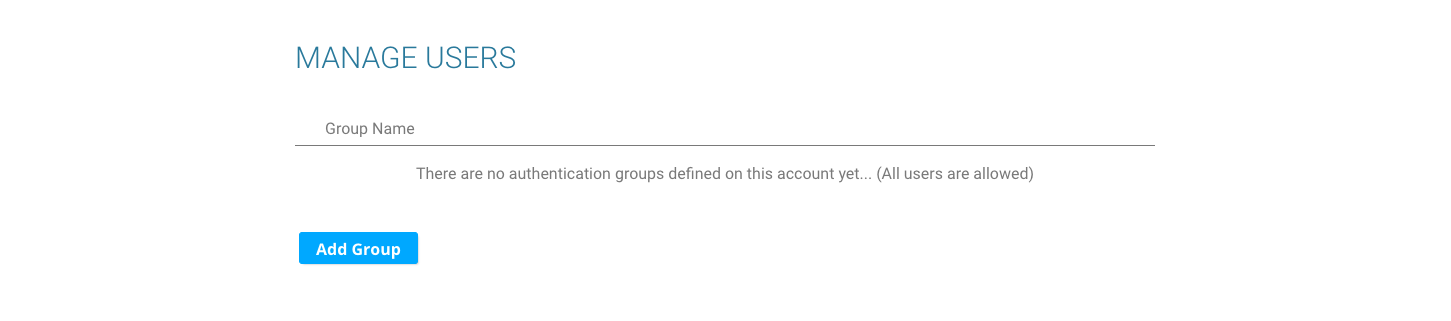 MANAGE USERS
Group Name
There are no authentication groups defined on this account yet... (All users are allowed)
Add Group